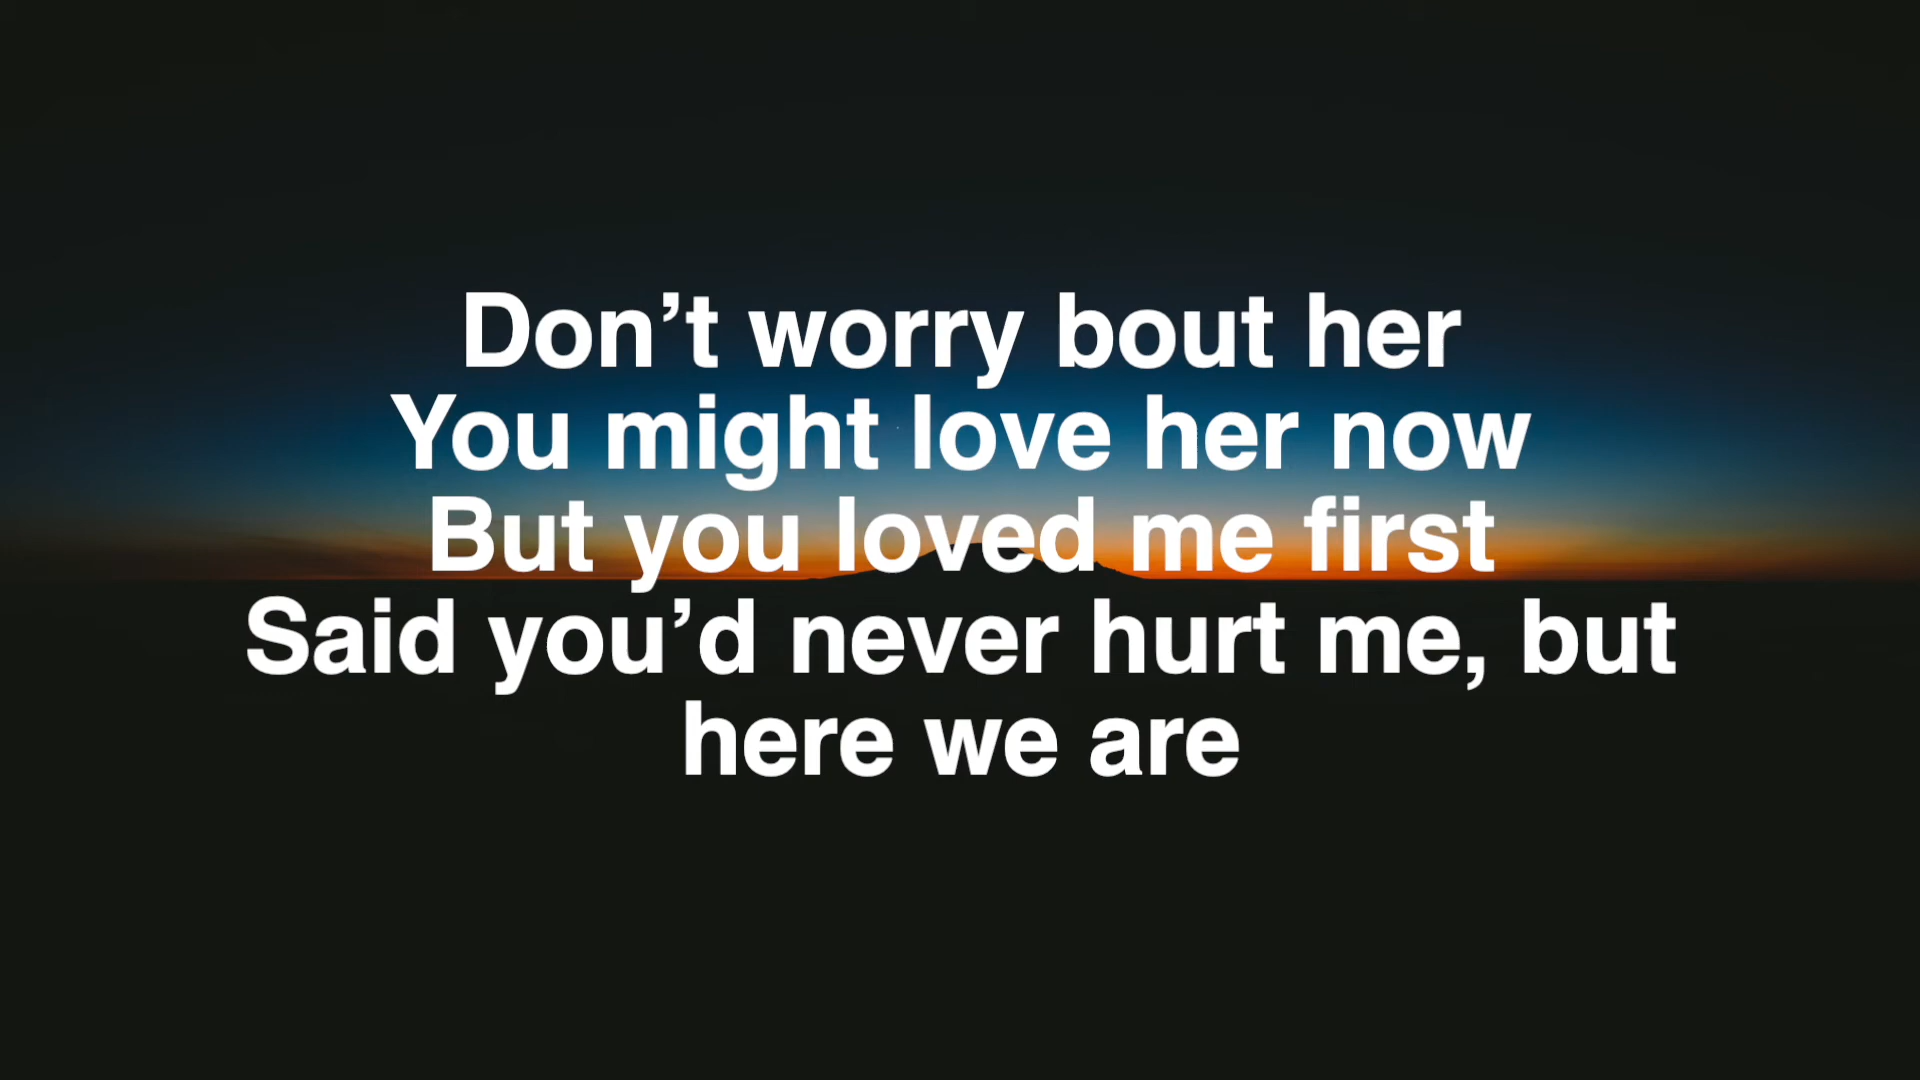 Don’t worry bout her
You might love her now
But you loved me first
Said you’d never hurt me, but
here we are